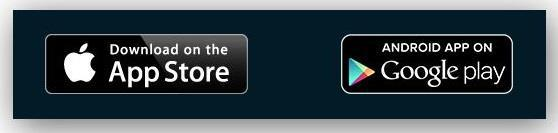 Download on the
App Store
ANDROID APP ON
Google play